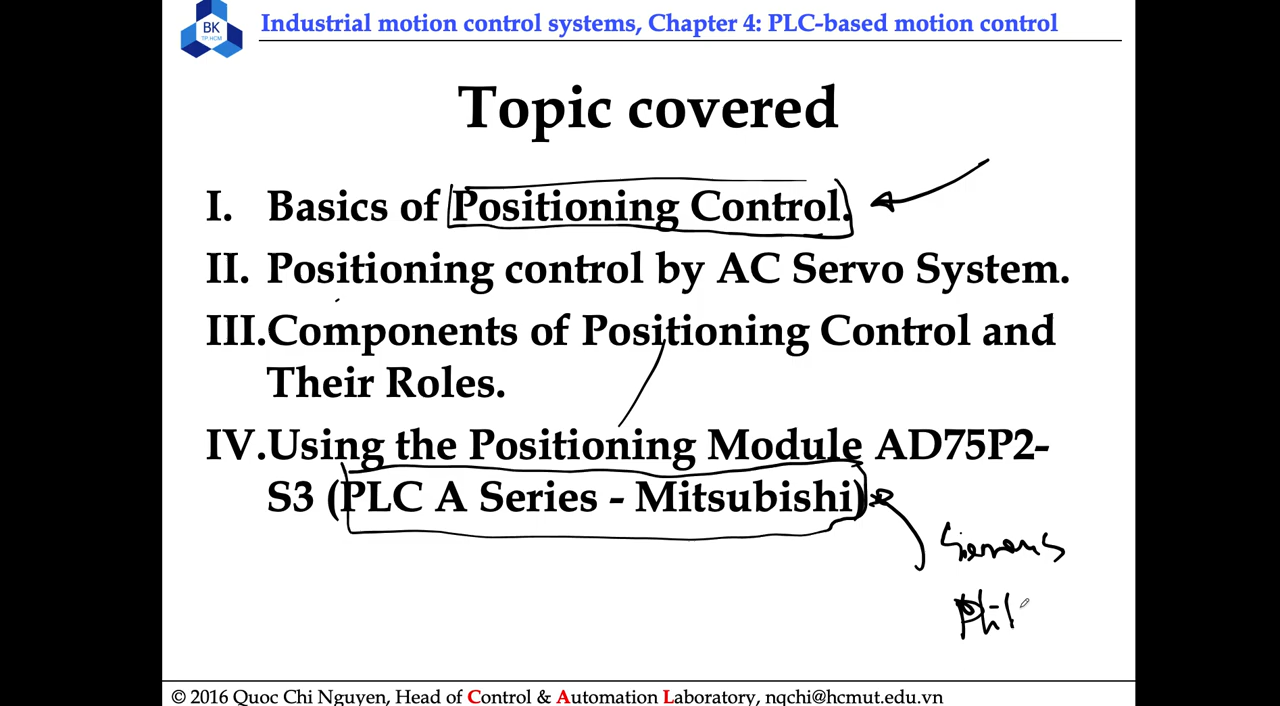 BK
TP.HCM
Industrial motion control systems, Chapter 4: PLC-based motion control
Topic covered
I. Basics of Positioning Control.
II. Positioning control by AC Servo System.
III.Components of Positioning Control and
Their Roles.
IV.Using the Positioning Module AD75P2-
S3 (PLC A Series - Mitsubishi)
Siemens
© 2016 Quoc Chi Nguyen, Head of Control & Automation Laboratory, nqchi@hcmut.edu.vn